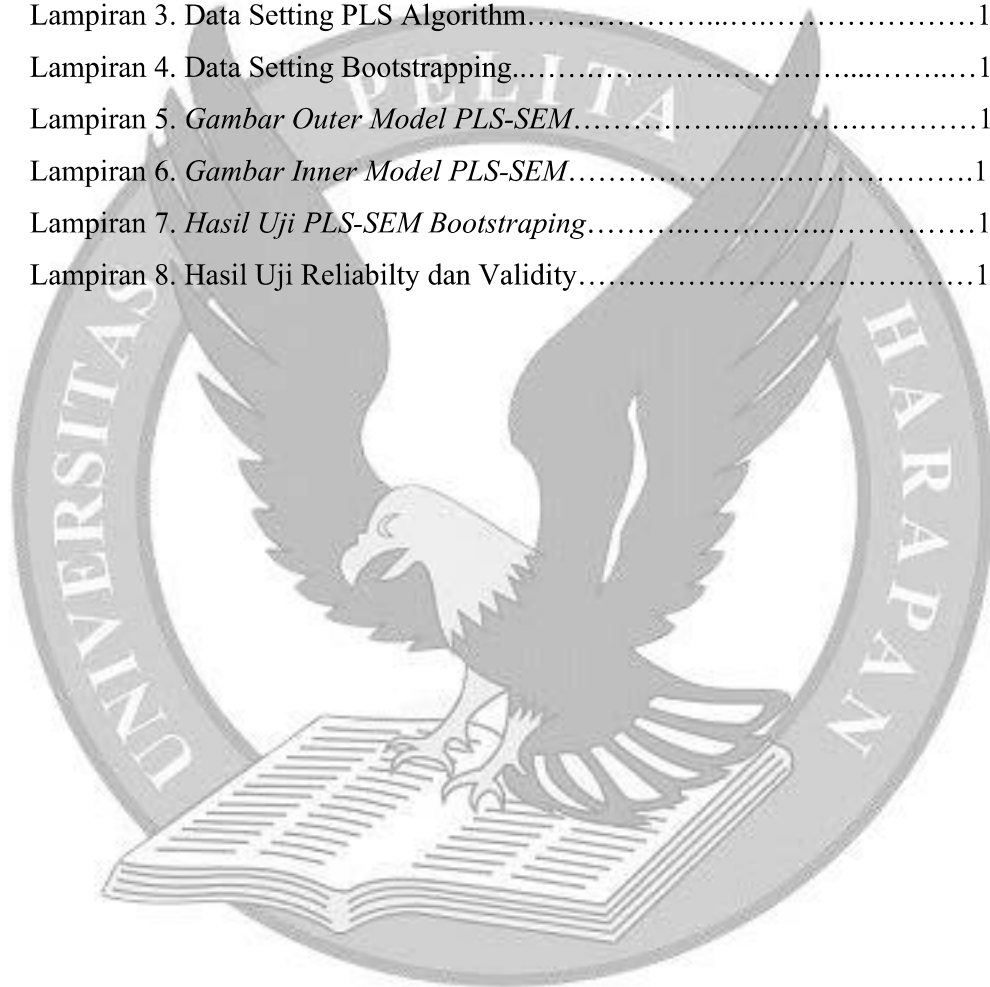 Lampiran 3. Data Setting PLS Algorithm……………………...….………………1
Lampiran 4. Data Setting Bootstrapping..…….…………….………….....……..…1
Lampiran 5. Gambar Outer Model PLS-SEM………………........…….……………1
Lampiran 6. Gambar Inner Model PLS-SEM………………………………………….1
Lampiran 7. Hasil Uji PLS-SEM Bootstraping………..……………..………………1
Lampiran 8. Hasil Uji Reliabilty dan Validity…………………………………..……1
UNIVERSITAS PELITA HARAPAN